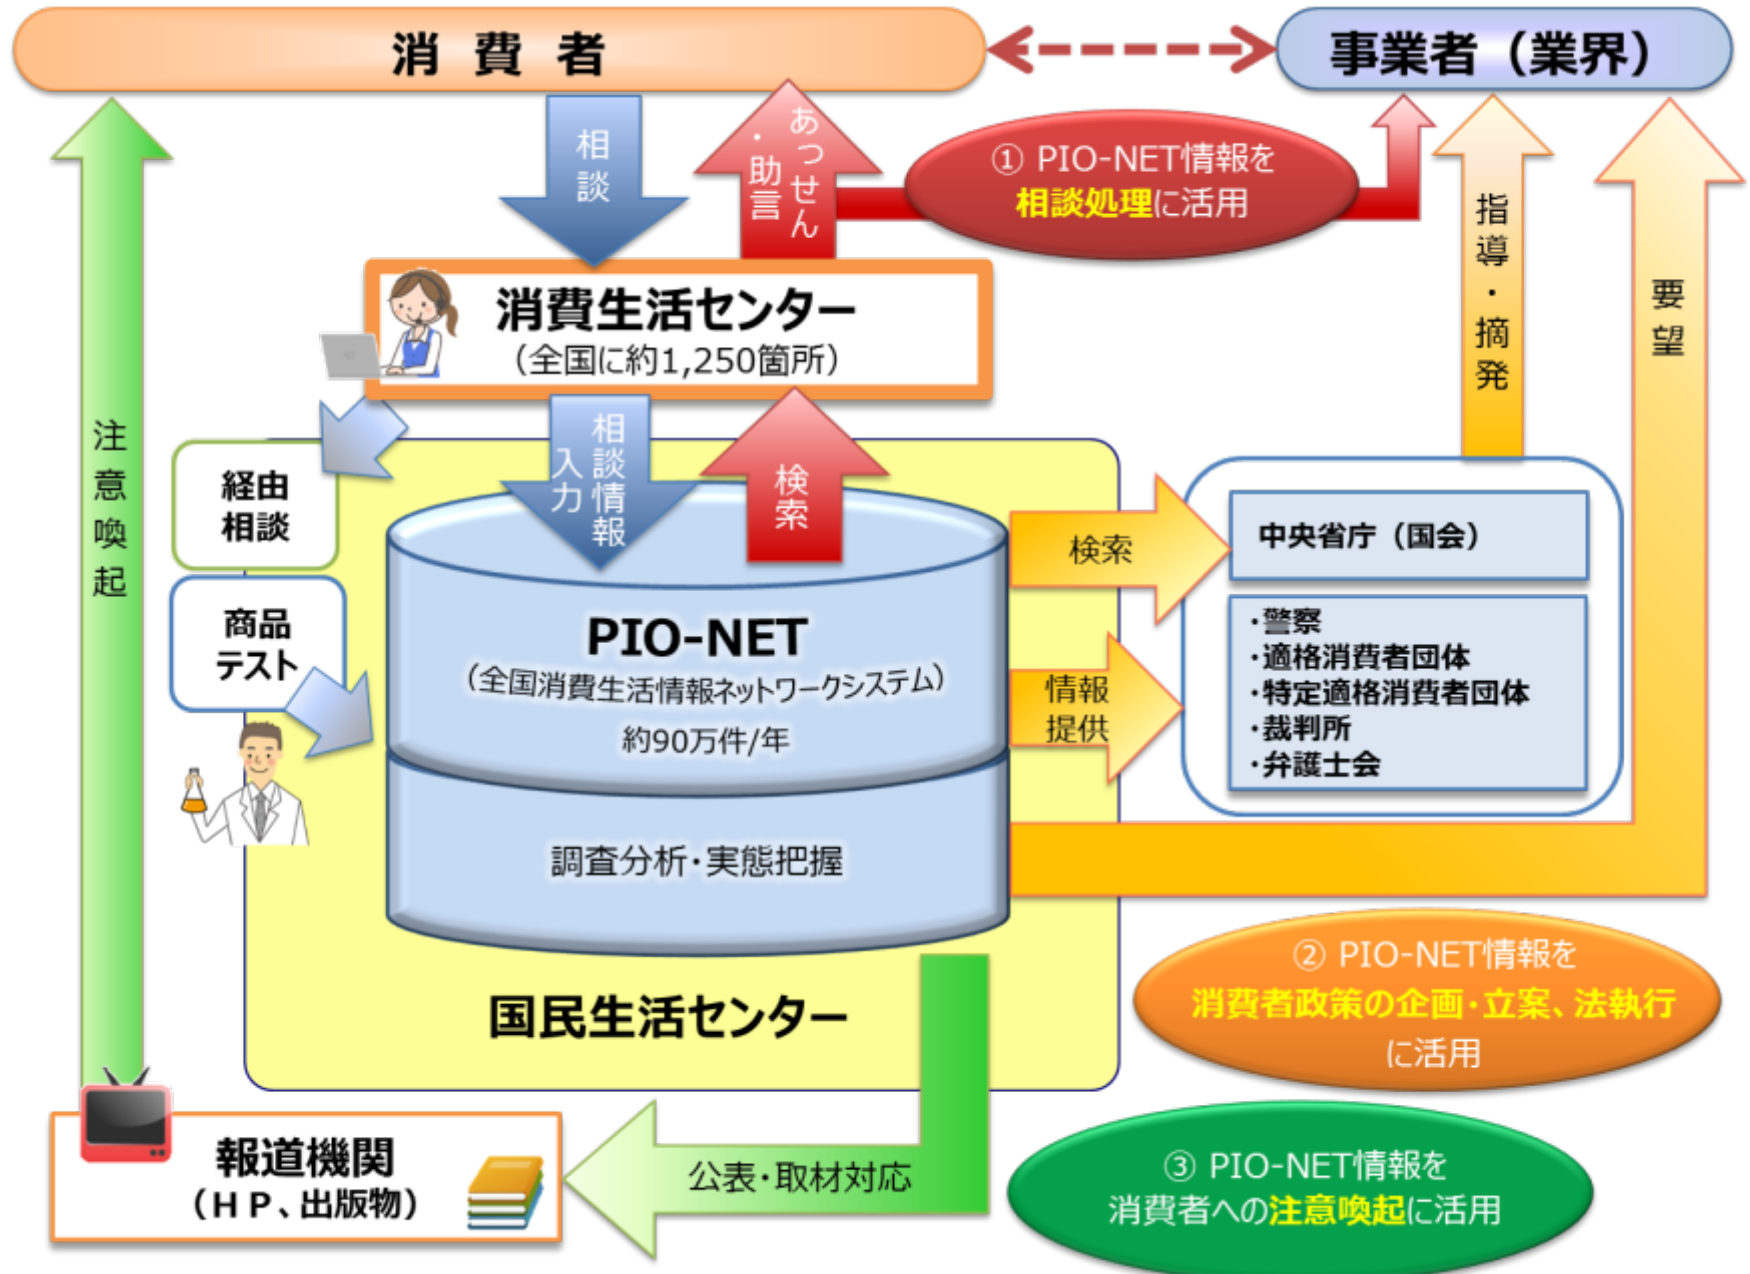 消費者
事業者（業界）
相談
あっせん
・助言
① PIO-NET情報を
相談処理に活用
指導・摘発
要望
消費生活センター
（全国に約1,250箇所）
注意喚起
経由
相談
相談情報
入力
検索
商品
テスト
PIO-NET
（全国消費生活情報ネットワークシステム）
約90万件/年
検索
中央省庁（国会）
情報
提供
・警察
・適格消費者団体
・特定適格消費者団体
・裁判所
・弁護士会
調査分析・実態把握
② PIO-NET情報を
消費者政策の企画・立案、法執行
に活用
国民生活センター
報道機関
（ＨＰ、出版物）
公表・取材対応
③ PIO-NET情報を
消費者への注意喚起に活用